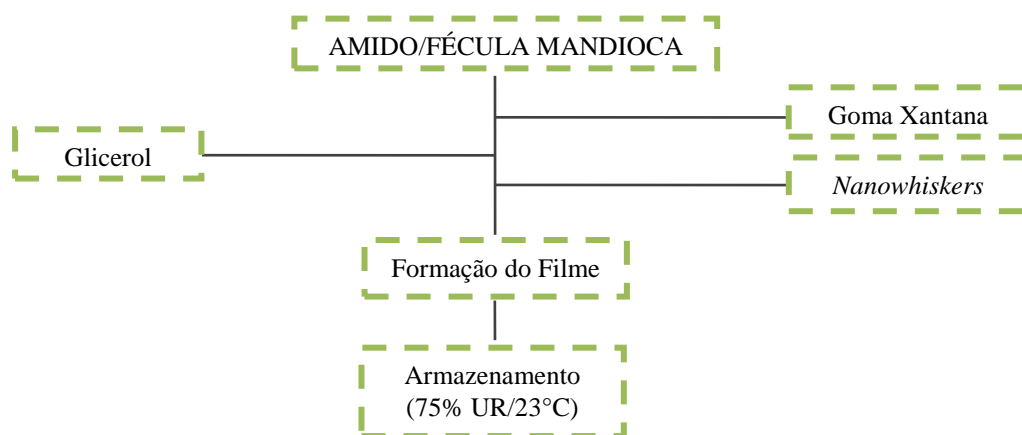 AMIDO/FÉCULA MANDIOCA
Goma Xantana
Glicerol
Nanowhiskers
Formação do Filme
Armazenamento
(75% UR/23°C)